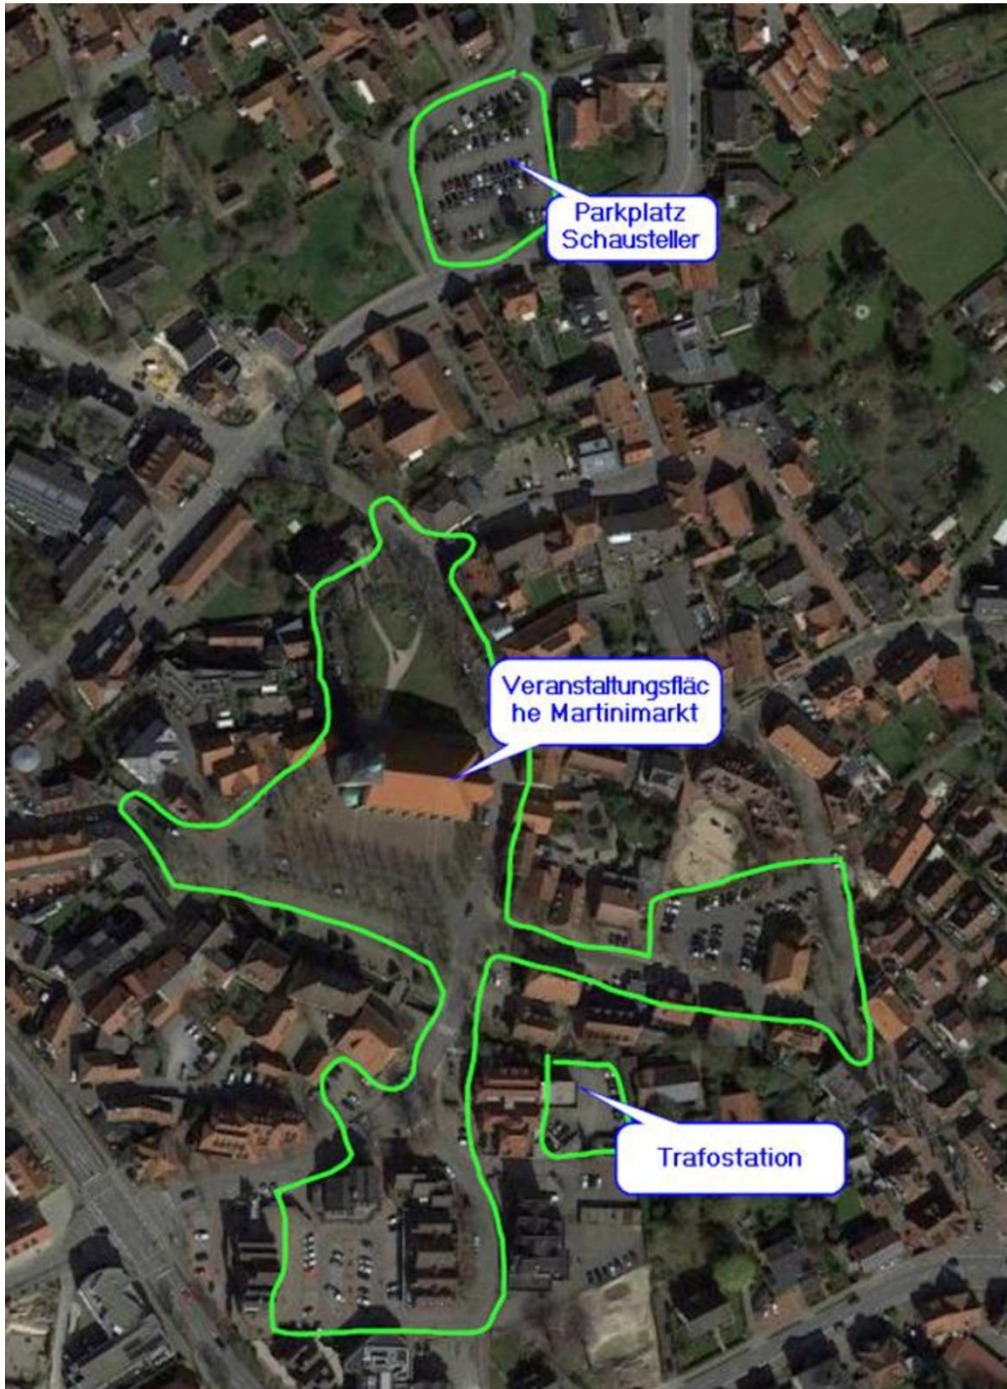 Parkplatz
Schausteller
Veranstaltungsfläc
he Martinimarkt
Trafostation